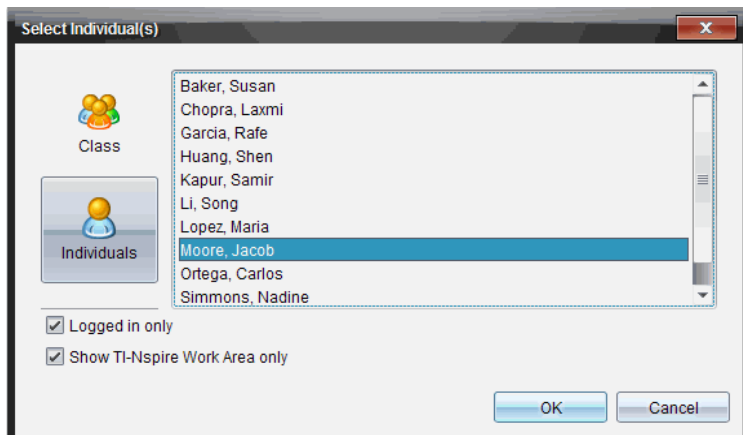 Select Individual(s)
x
Class
Individuals
Baker, Susan
Chopra, Laxmi
Garcia, Rafe
Huang, Shen
Kapur, Samir
Li, Song
Lopez, Maria
Moore, Jacob
Ortega, Carlos
Simmons, Nadine
Logged in only
Show TI-Nspire Work Area only
OK
Cancel